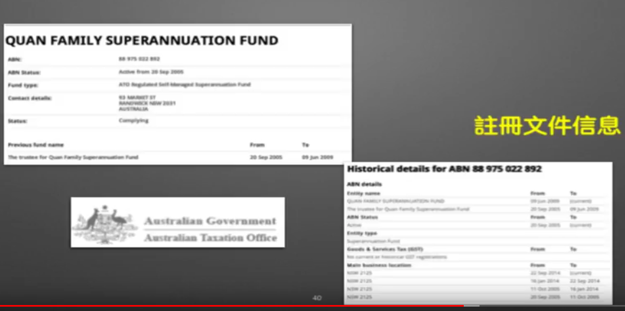 QUAN FAMILY SUPERANNUATION FUND
ABN: 88 975 022 892
ABN Status: Active from 20 Sep 2005
Fund type: ATO Regulated Self-Managed Superannuation Fund
Contact details: 93 MARKET ST
RANDWICK NSW 2031
AUSTRALIA
Status: Complying
Previous fund name From To
The trustee for Quan Family Superannuation Fund 20 Sep 2005 09 Jun 2009
註冊文件信息
Historical details for ABN 88 975 022 892
ABN details
Entity name From To
QUAN FAMILY SUPERANNUATION FUND 09 Jun 2009 (current)
The trustee for Quan Family Superannuation Fund 20 Sep 2005 09 Jun 2009
ABN Status From To
Active 20 Sep 2005 (current)
Entity type
Superannuation Fund
Goods & Services Tax (GST) From To
No current or historical GST registrations
Main business location From To
NSW 2125 22 Sep 2014 (current)
NSW 2125 16 Jan 2014 22 Sep 2014
NSW 2125 11 Oct 2005 16 Jan 2014
NSW 2125 20 Sep 2005 11 Oct 2005
Australian Government
Australian Taxation Office
40